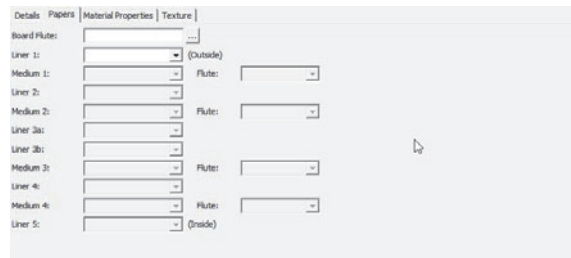 Details Papers Material Properties Texture
Board Flute: ...
Liner 1: (Outside)
Medium 1: Flute:
Liner 2:
Medium 2: Flute:
Liner 3a:
Liner 3b:
Medium 3: Flute:
Liner 4:
Medium 4: Flute:
Liner 5: (Inside)